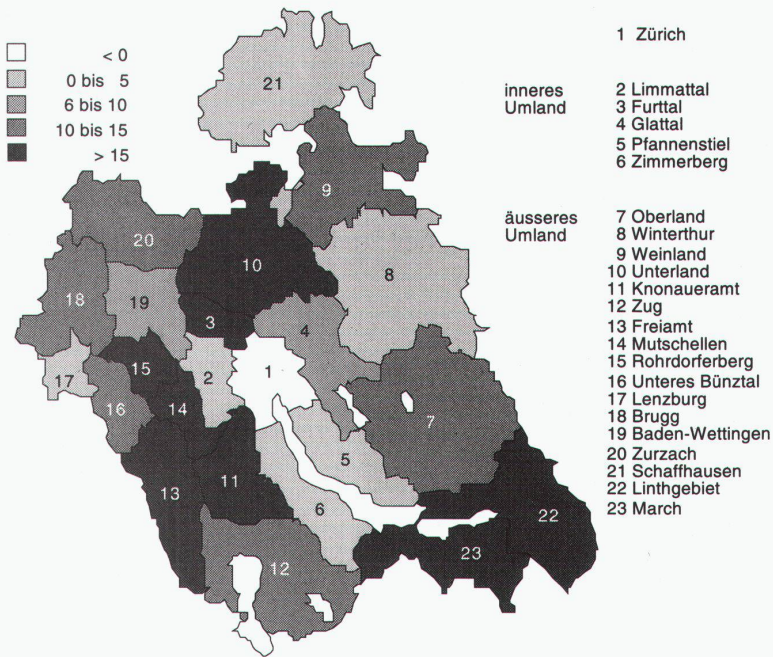 < 0
0 bis 5
6 bis 10
10 bis 15
> 15
1 Zürich
inneres
Umland
2 Limmattal
3 Furttal
4 Glattal
5 Pfannenstiel
6 Zimmerberg
äusseres
Umland
7 Oberland
8 Winterthur
9 Weinland
10 Unterland
11 Knonaueramt
12 Zug
13 Freiamt
14 Mutschellen
15 Rohrdorferberg
16 Unteres Bünztal
17 Lenzburg
18 Brugg
19 Baden-Wettingen
20 Zurzach
21 Schaffhausen
22 Linthgebiet
23 March
21
9
20
10
8
18
19
3
4
15
2
1
17
16
14
7
5
13
11
6
22
23
12